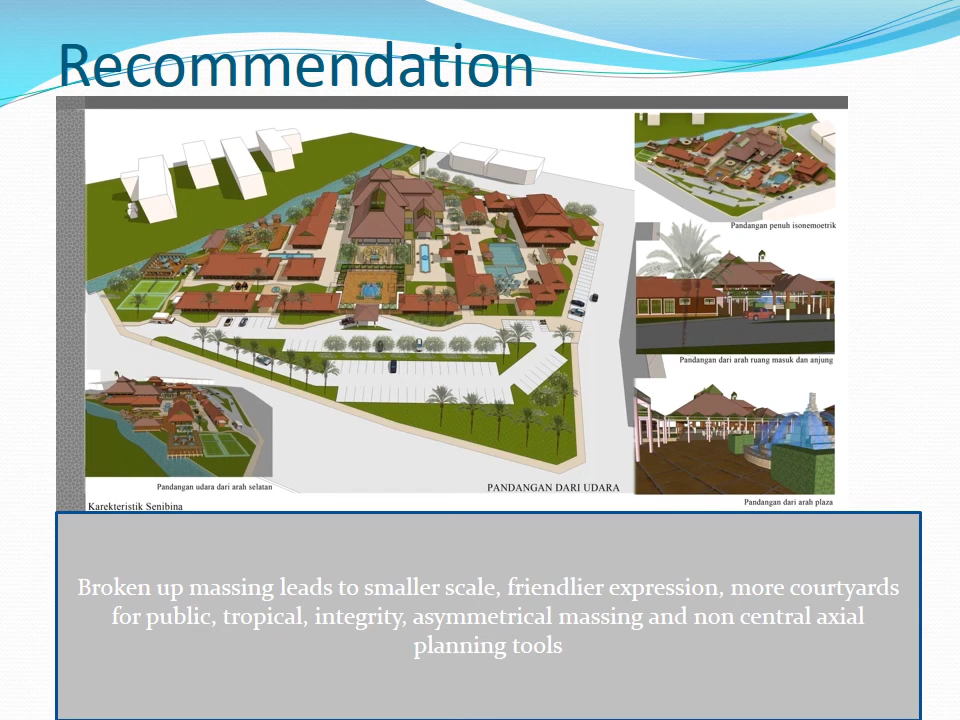 Recommendation
Pandangan penuh isonemoetrik
Pandangan dari arah ruang masuk dan anjung
Pandangan udara dari arah selatan
PANDANGAN DARI UDARA
Pandangan dari arah plaza
Karekteristik Senibina
Broken up massing leads to smaller scale, friendlier expression, more courtyards
for public, tropical, integrity, asymmetrical massing and non central axial
planning tools